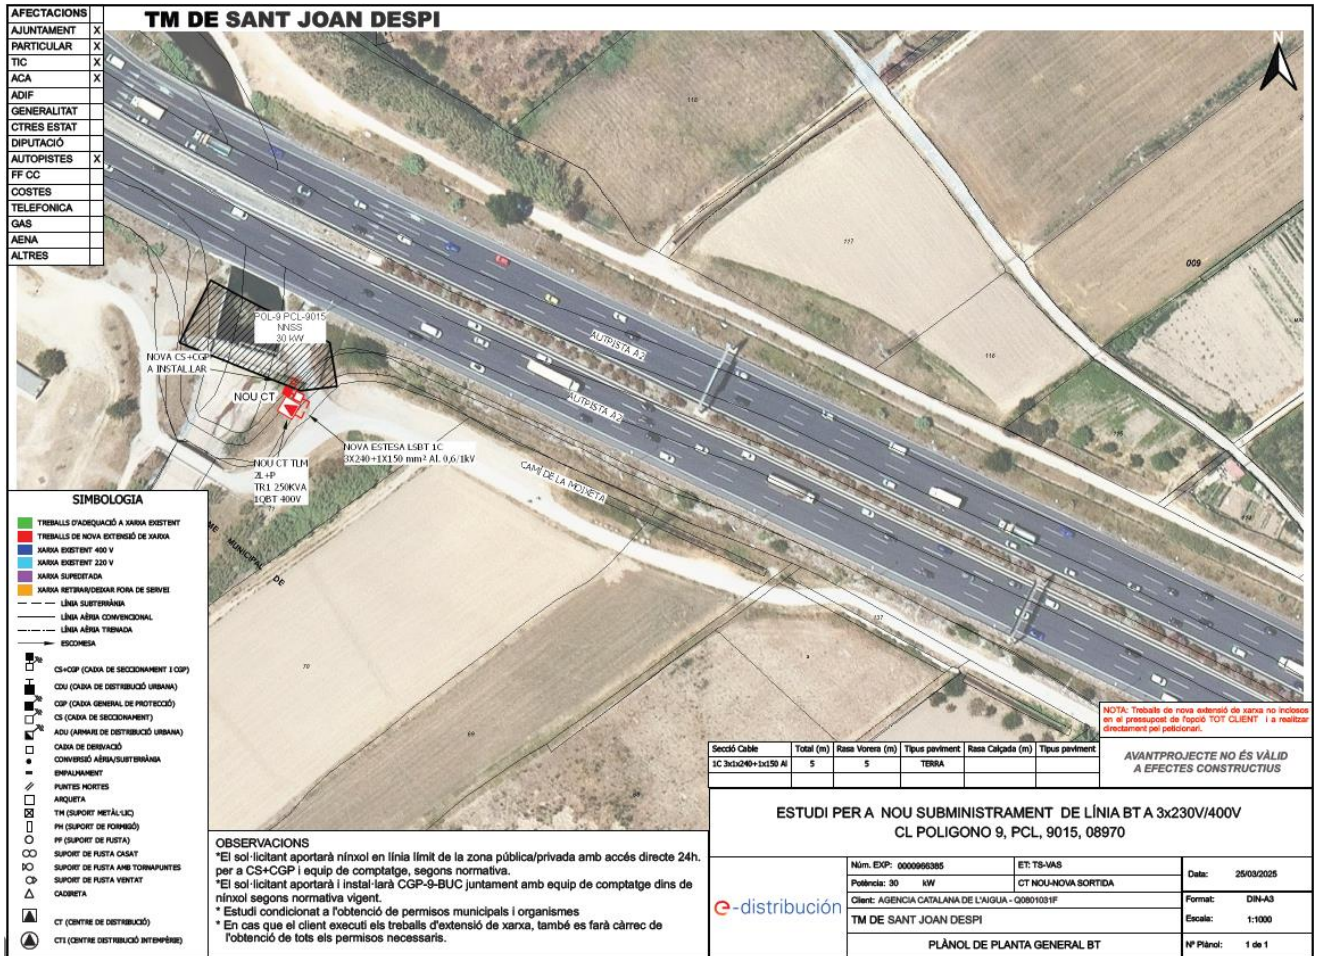 AFECTACIONS
AJUNTAMENT X
PARTICULAR X
TIC X
ACA X
ADIF
GENERALITAT
CTRES ESTAT
DIPUTACIÓ
AUTOPISTES X
FF CC
COSTES
TELEFONICA
GAS
AENA
ALTRES
TM DE SANT JOAN DESPI
N
118
117
009
116
POL-9 PCL-9015
NNSS
30 kW
NOVA CS+CGP
A INSTAL.LAR
NOU CT
AUTPISTA A2
AUTPISTA A2
NOVA ESTESA LSBT 1C
3X240+1X150 mm² AL 0,6/1kV
NOU CT TLM
2L+P
TR1 250KVA
1QBT 400V
CAMÍ DE LA MOIXETA
ME MUNICIPAL DE
70
69
137
SIMBOLOGIA
TREBALLS D'ADEQUACIÓ A XARXA EXISTENT
TREBALLS DE NOVA EXTENSIÓ DE XARXA
XARXA EXISTENT 400 V
XARXA EXISTENT 220 V
XARXA SUPEDITADA
XARXA RETIRAR/DEIXAR FORA DE SERVEI
LÍNIA SUBTERRÀNIA
LÍNIA AÈRIA CONVENCIONAL
LÍNIA AÈRIA TRENADA
ESCOMESA
CS+CGP (CAIXA DE SECCIONAMENT I CGP)
CDU (CAIXA DE DISTRIBUCIÓ URBANA)
CGP (CAIXA GENERAL DE PROTECCIÓ)
CS (CAIXA DE SECCIONAMENT)
ADU (ARMARI DE DISTRIBUCIÓ URBANA)
CAIXA DE DERIVACIÓ
CONVERSIÓ AÈRIA/SUBTERRÀNIA
EMPALMAMENT
PUNTES MORTES
ARQUETA
TM (SUPORT METÀL·LIC)
PH (SUPORT DE FORMIGÓ)
PF (SUPORT DE FUSTA)
SUPORT DE FUSTA CASAT
SUPORT DE FUSTA AMB TORNAPUNTES
SUPORT DE FUSTA VENTAT
CADIRETA
CT (CENTRE DE DISTRIBUCIÓ)
CTI (CENTRE DISTRIBUCIÓ INTEMPÈRIE)
OBSERVACIONS
*El sol·licitant aportarà nínxol en línia límit de la zona pública/privada amb accés directe 24h.
per a CS+CGP i equip de comptatge, segons normativa.
*El sol·licitant aportarà i instal·larà CGP-9-BUC juntament amb equip de comptatge dins de
nínxol segons normativa vigent.
* Estudi condicionat a l'obtenció de permisos municipals i organismes
* En cas que el client executi els treballs d'extensió de xarxa, també es farà càrrec de
l'obtenció de tots els permisos necessaris.
NOTA: Treballs de nova extensió de xarxa no inclosos
en el pressupost de l'opció TOT CLIENT i a realitzar
directament pel peticionari.
Secció Cable Total (m) Rasa Vorera (m) Tipus paviment Rasa Calçada (m) Tipus paviment
1C 3x1x240+1x150 Al 5 5 TERRA
AVANTPROJECTE NO ÉS VÀLID
A EFECTES CONSTRUCTIUS
ESTUDI PER A NOU SUBMINISTRAMENT DE LÍNIA BT A 3x230V/400V
CL POLIGONO 9, PCL, 9015, 08970
e-distribución
Núm. EXP: 0000966385 ET: TS-VAS
Potència: 30 kW CT NOU-NOVA SORTIDA
Client: AGENCIA CATALANA DE L'AIGUA - Q0801031F
TM DE SANT JOAN DESPI
PLÀNOL DE PLANTA GENERAL BT
Data: 25/03/2025
Format: DIN-A3
Escala: 1:1000
Nº Plànol: 1 de 1